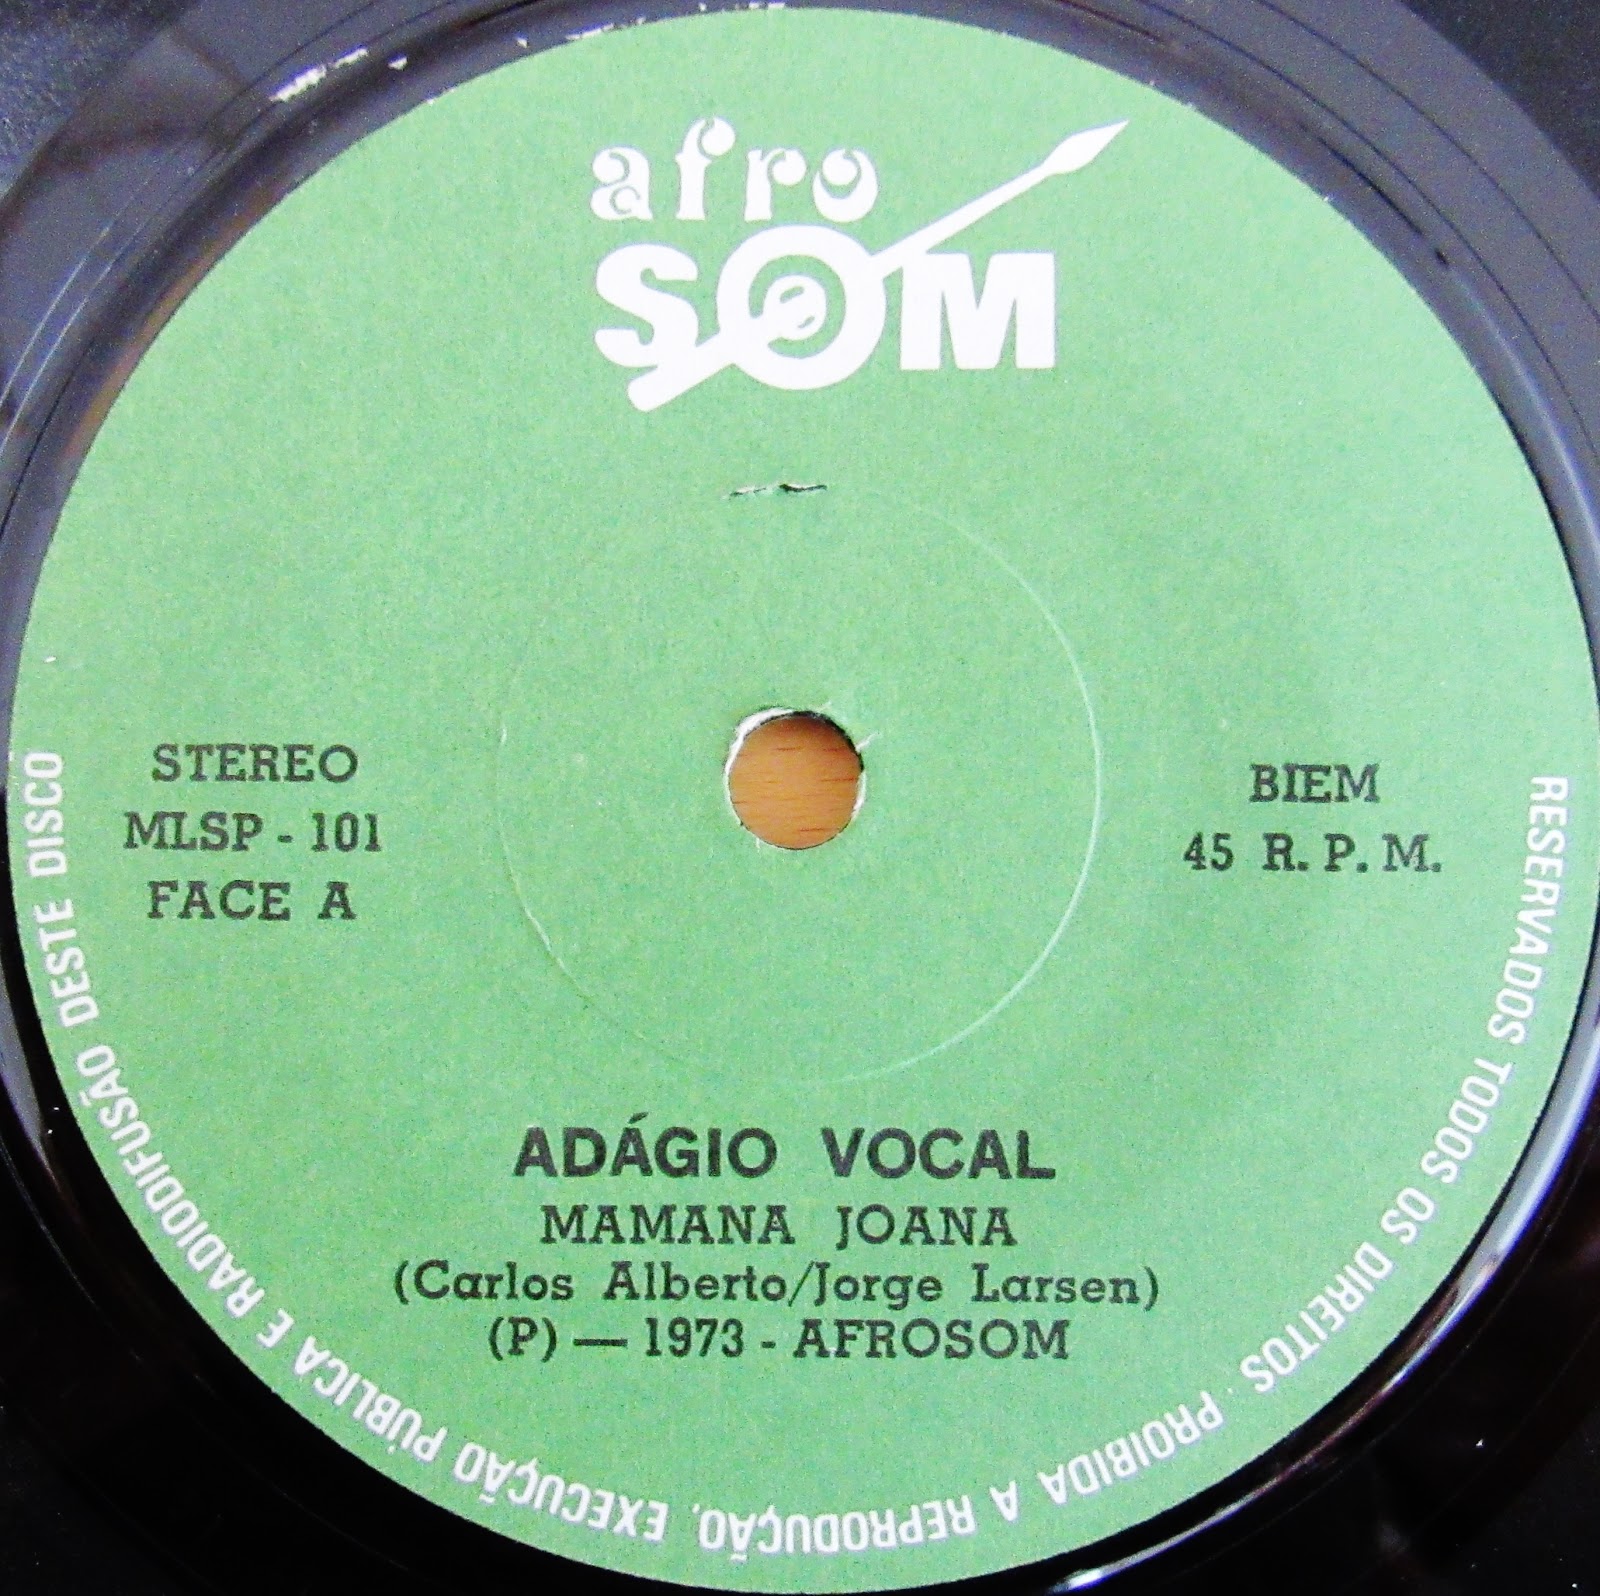 afro
SOM
STEREO
MLSP - 101
FACE A
BIEM
45 R. P. M.
ADÁGIO VOCAL
MAMANA JOANA
(Carlos Alberto/Jorge Larsen)
(P) — 1973 - AFROSOM
RESERVADOS TODOS OS DIREITOS . PROIBIDA A REPRODUÇÃO, EXECUÇÃO PÚBLICA E RADIODIFUSÃO DESTE DISCO